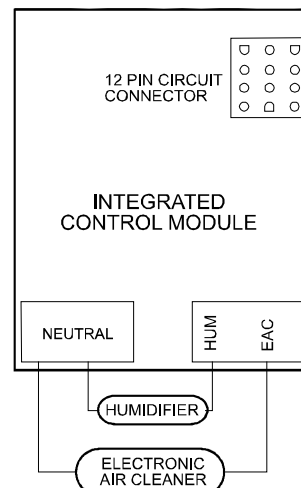 12 PIN CIRCUIT
CONNECTOR
INTEGRATED
CONTROL MODULE
NEUTRAL
HUM
EAC
HUMIDIFIER
ELECTRONIC
AIR CLEANER